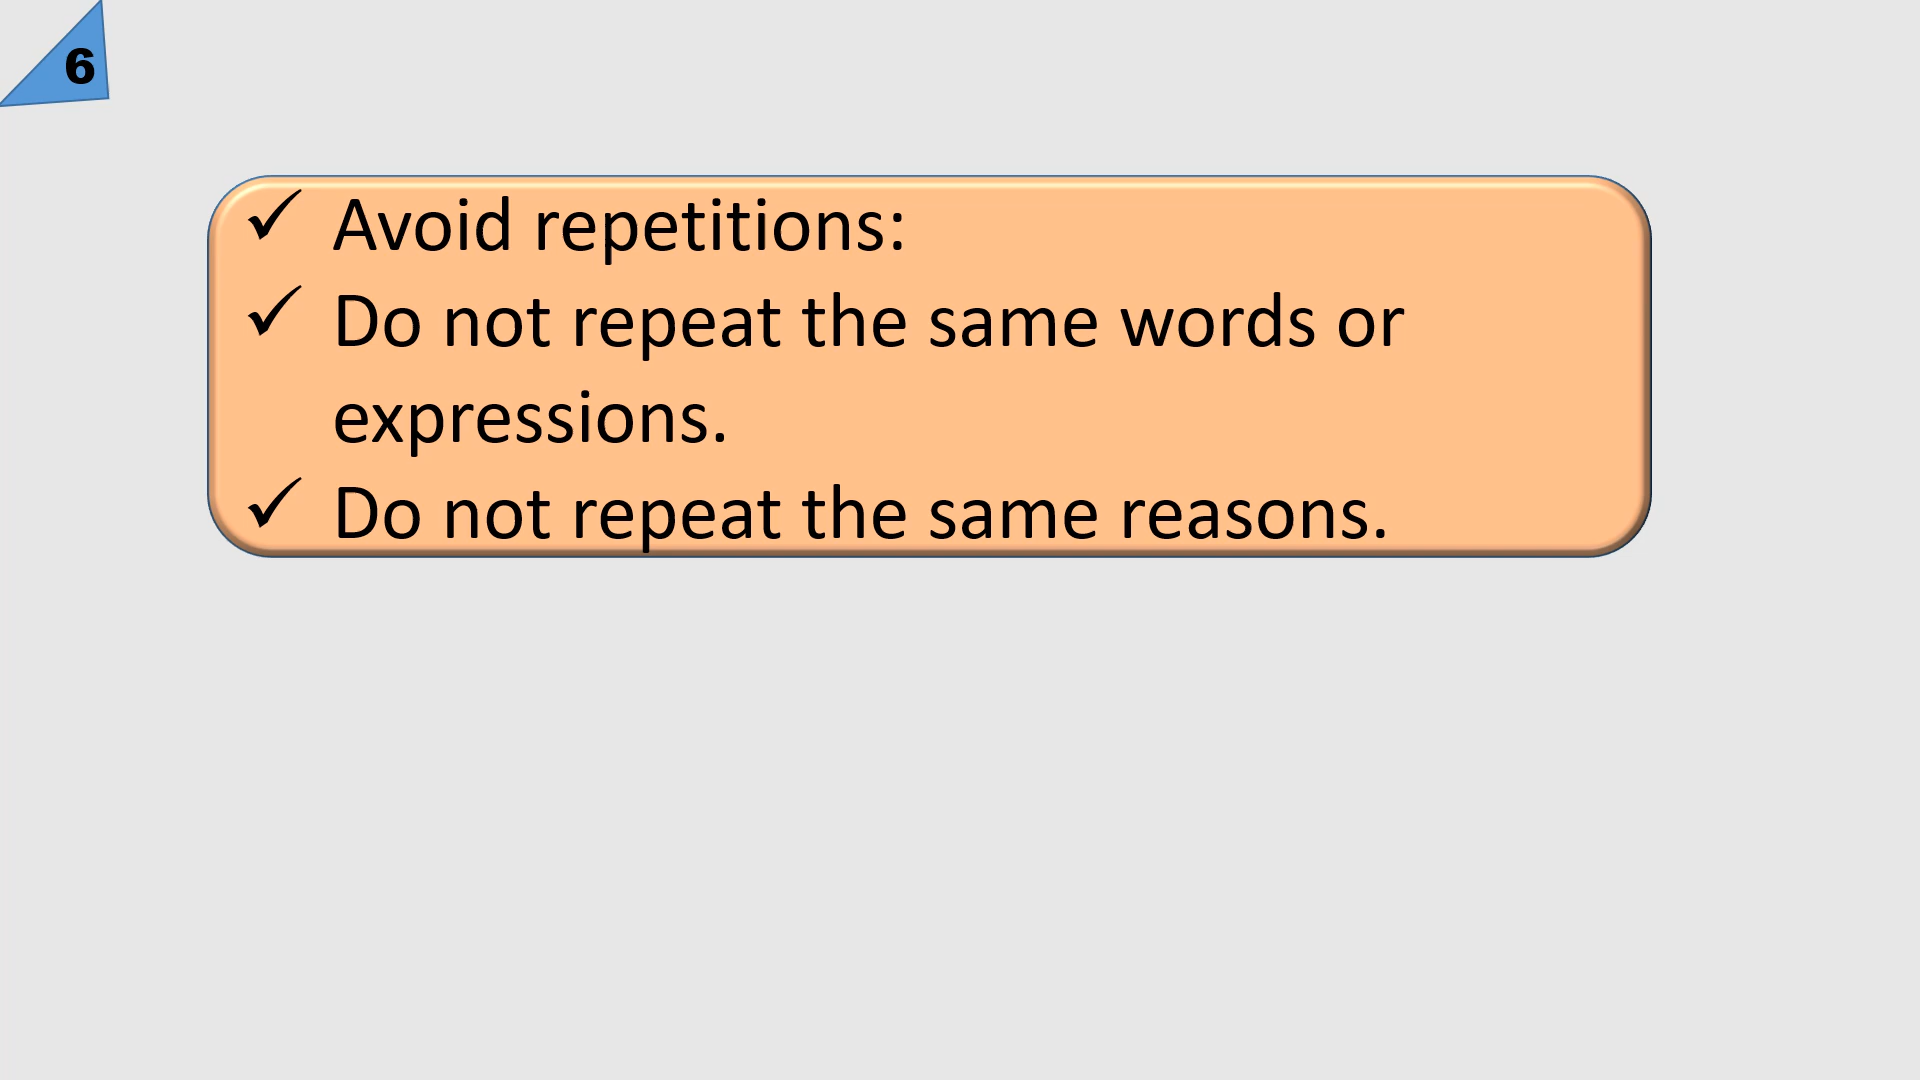 6
✓ Avoid repetitions:
✓ Do not repeat the same words or
expressions.
✓ Do not repeat the same reasons.